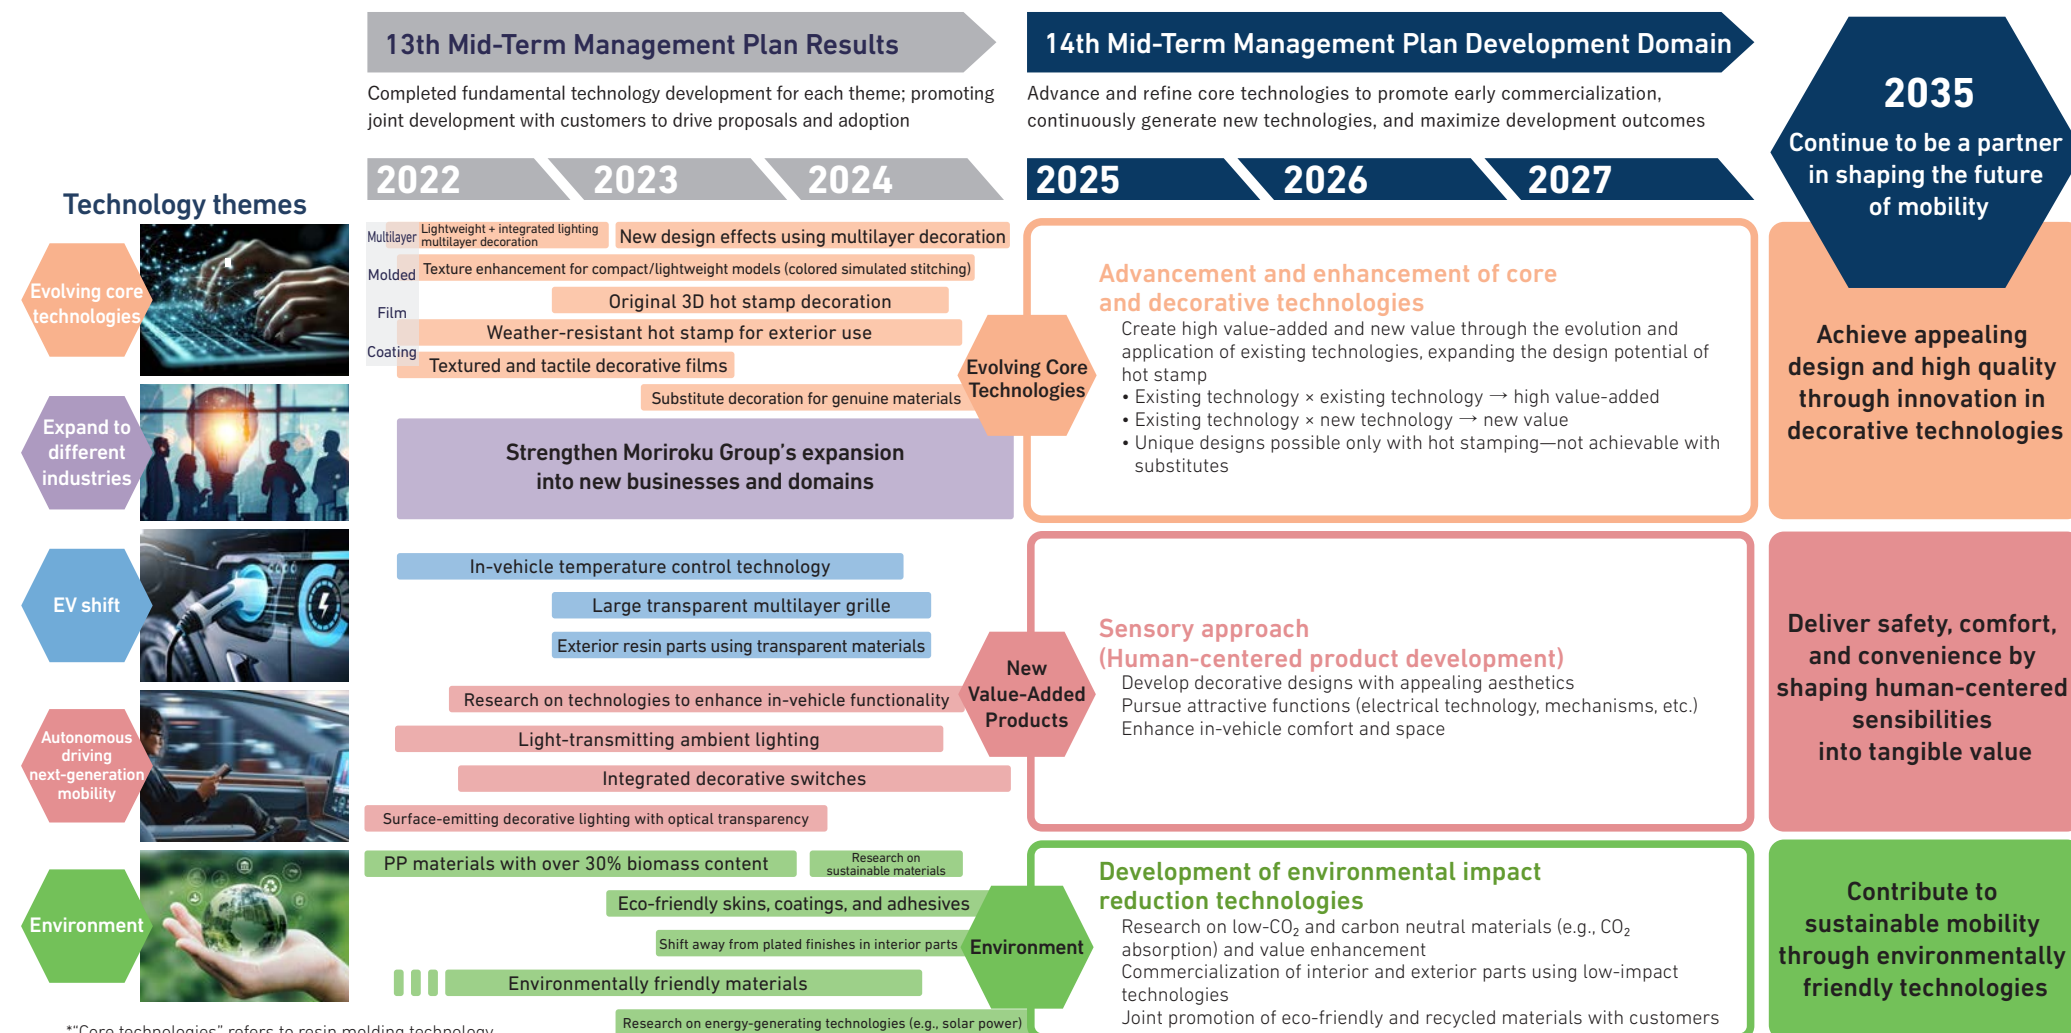 13th Mid-Term Management Plan Results
Completed fundamental technology development for each theme; promoting
joint development with customers to drive proposals and adoption
14th Mid-Term Management Plan Development Domain
Advance and refine core technologies to promote early commercialization,
continuously generate new technologies, and maximize development outcomes
2035
Continue to be a partner
in shaping the future
of mobility
2022
2023
2024
2025
2026
2027
Technology themes
Evolving core
technologies
Expand to
different
industries
EV shift
Autonomous
driving
next-generation
mobility
Environment
Multilayer
Molded
Film
Coating
Lightweight + integrated lighting
multilayer decoration
New design effects using multilayer decoration
Texture enhancement for compact/lightweight models (colored simulated stitching)
Original 3D hot stamp decoration
Weather-resistant hot stamp for exterior use
Textured and tactile decorative films
Substitute decoration for genuine materials
Strengthen Moriroku Group's expansion
into new businesses and domains
In-vehicle temperature control technology
Large transparent multilayer grille
Exterior resin parts using transparent materials
Research on technologies to enhance in-vehicle functionality
Light-transmitting ambient lighting
Integrated decorative switches
Surface-emitting decorative lighting with optical transparency
PP materials with over 30% biomass content
Research on
sustainable materials
Eco-friendly skins, coatings, and adhesives
Shift away from plated finishes in interior parts
Environmentally friendly materials
Research on energy-generating technologies (e.g., solar power)
Evolving Core
Technologies
Advancement and enhancement of core
and decorative technologies
Create high value-added and new value through the evolution and
application of existing technologies, expanding the design potential of
hot stamp
• Existing technology × existing technology → high value-added
• Existing technology × new technology → new value
• Unique designs possible only with hot stamping—not achievable with
substitutes
New
Value-Added
Products
Sensory approach
(Human-centered product development)
Develop decorative designs with appealing aesthetics
Pursue attractive functions (electrical technology, mechanisms, etc.)
Enhance in-vehicle comfort and space
Environment
Development of environmental impact
reduction technologies
Research on low-CO₂ and carbon neutral materials (e.g., CO₂
absorption) and value enhancement
Commercialization of interior and exterior parts using low-impact
technologies
Joint promotion of eco-friendly and recycled materials with customers
Achieve appealing
design and high quality
through innovation in
decorative technologies
Deliver safety, comfort,
and convenience by
shaping human-centered
sensibilities
into tangible value
Contribute to
sustainable mobility
through environmentally
friendly technologies
*"Core technologies" refers to resin molding technology